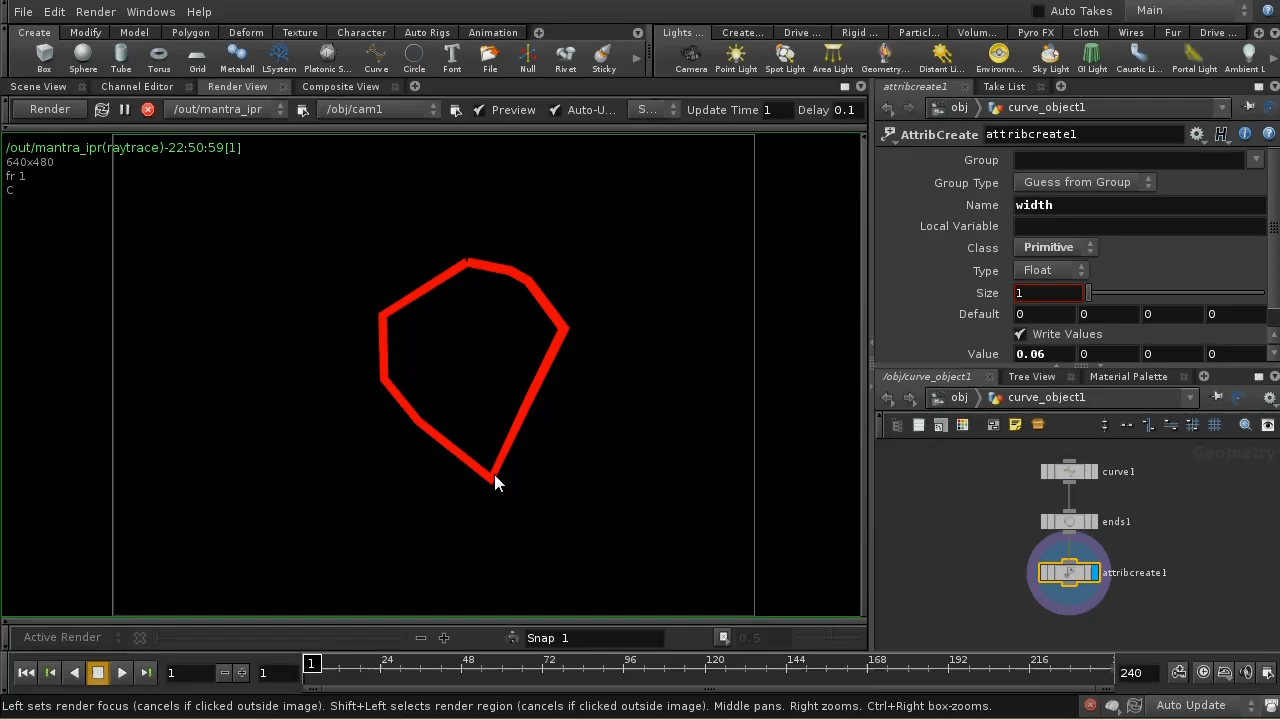 File Edit Render Windows Help Auto Takes Main
Create Modify Model Polygon Deform Texture Character Auto Rigs Animation Lights ... Create... Drive ... Rigid ... Particl... Volum... Pyro FX Cloth Wires Fur Drive ...
Box Sphere Tube Torus Grid Metaball LSystem Platonic S... Curve Circle Font File Null Rivet Sticky Camera Point Light Spot Light Area Light Geometry... Distant Li... Environm... Sky Light GI Light Caustic Li... Portal Light Ambient L
Scene View Channel Editor Render View Composite View
Render /out/mantra_ipr /obj/cam1 Preview Auto-U... S... Update Time 1 Delay 0.1
/out/mantra_ipr(raytrace)-22:50:59[1]
640x480
fr 1
C
attribcreate1 Take List
obj curve_object1
AttribCreate attribcreate1
Group
Group Type Guess from Group
Name width
Local Variable
Class Primitive
Type Float
Size 1
Default 0 0 0 0
Write Values
Value 0.06 0 0 0
/obj/curve_object1 Tree View Material Palette
obj curve_object1
Geometry
curve1
ends1
attribcreate1
Active Render Snap 1 0.5
1 1 1 24 48 72 96 120 144 168 192 216 240
Left sets render focus (cancels if clicked outside image). Shift+Left selects render region (cancels if clicked outside image). Middle pans. Right zooms. Ctrl+Right box-zooms. Auto Update